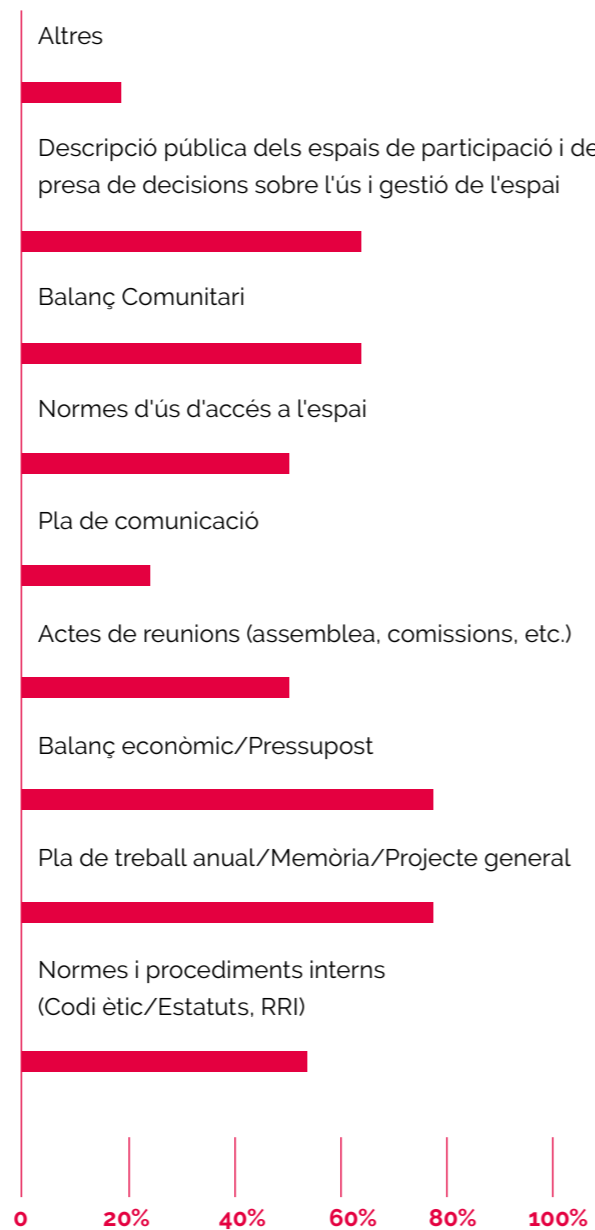 Altres
Descripció pública dels espais de participació i de
presa de decisions sobre l'ús i gestió de l'espai
Balanç Comunitari
Normes d'ús d'accés a l'espai
Pla de comunicació
Actes de reunions (assemblea, comissions, etc.)
Balanç econòmic/Pressupost
Pla de treball anual/Memòria/Projecte general
Normes i procediments interns
(Codi ètic/Estatuts, RRI)
0 20% 40% 60% 80% 100%